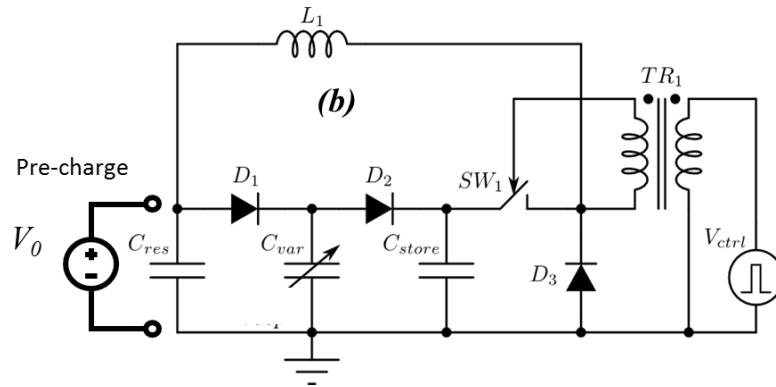 L1
(b)
TR1
Pre-charge
D1
D2
SW1
V0
+
-
Cres
Cvar
Cstore
D3
Vctrl